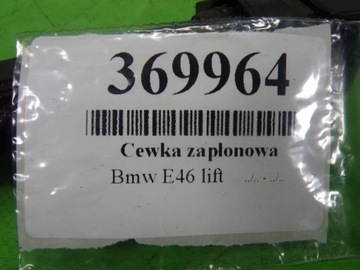 369964
Cewka zapłonowa
Bmw E46 lift ../.. - ../..